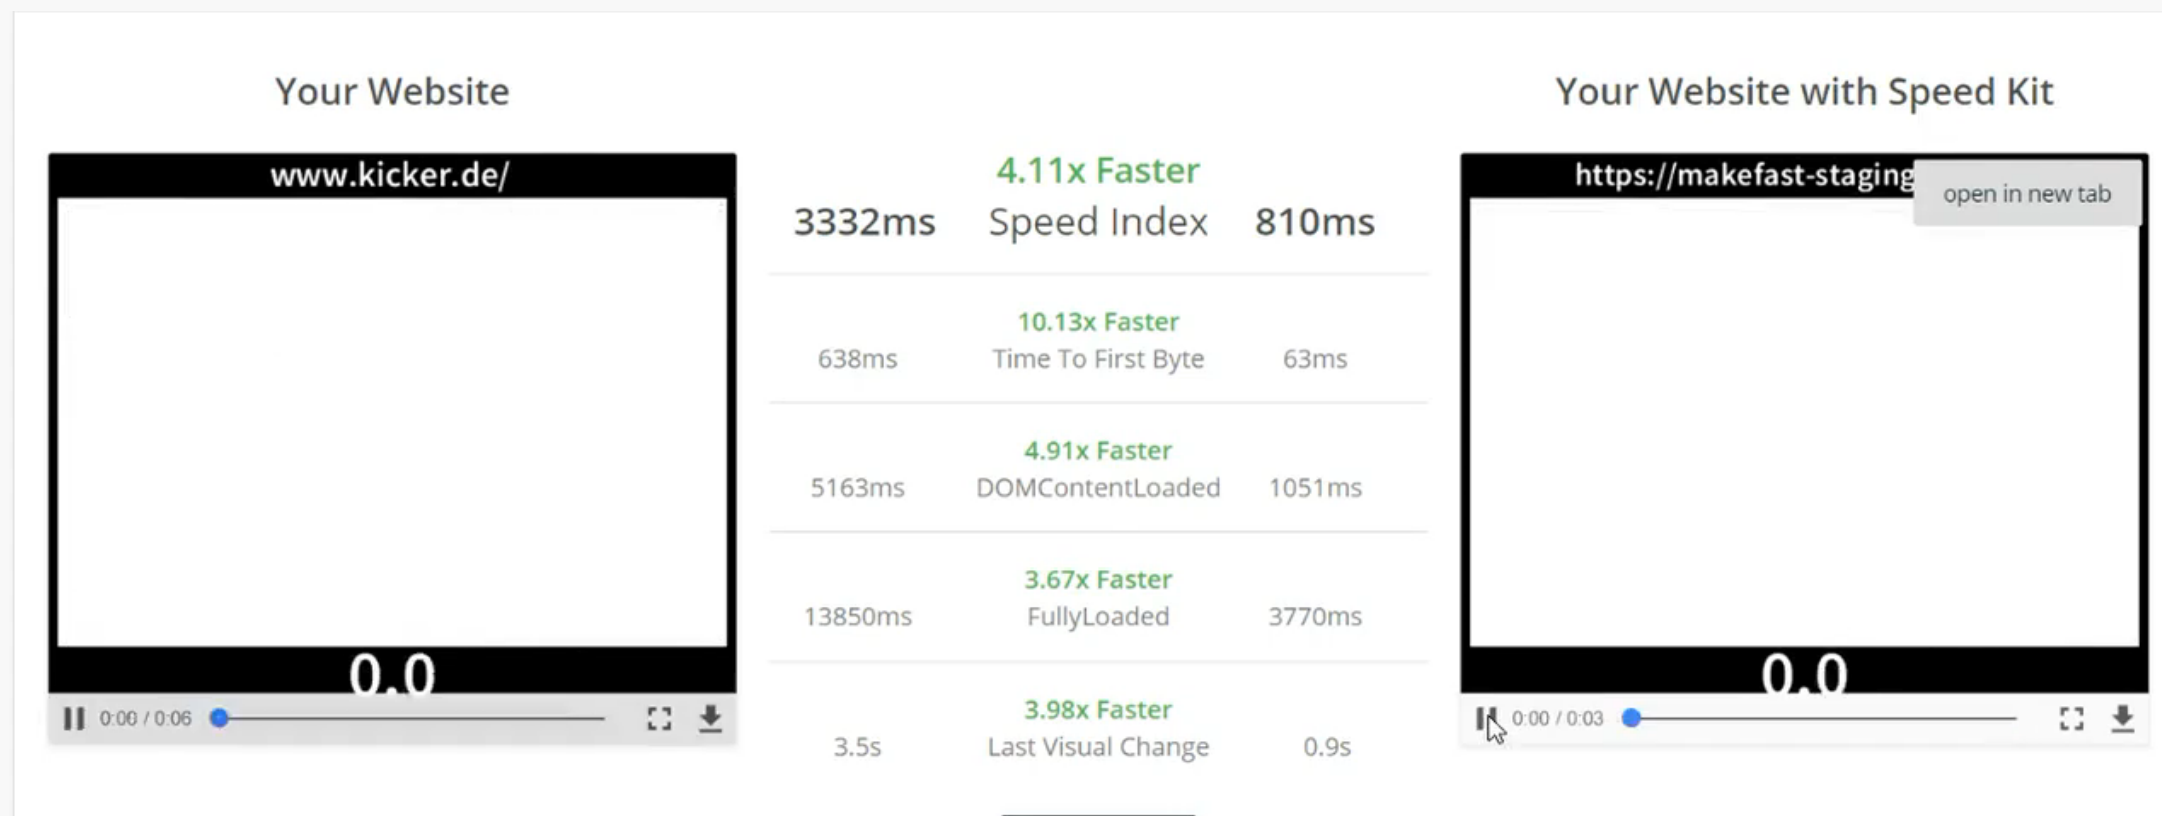 Your Website
www.kicker.de/
0.0
0:00 / 0:06
4.11x Faster
3332ms Speed Index 810ms
10.13x Faster
638ms Time To First Byte 63ms
4.91x Faster
5163ms DOMContentLoaded 1051ms
3.67x Faster
13850ms FullyLoaded 3770ms
3.98x Faster
3.5s Last Visual Change 0.9s
Your Website with Speed Kit
https://makefast-staging
open in new tab
0.0
0:00 / 0:03